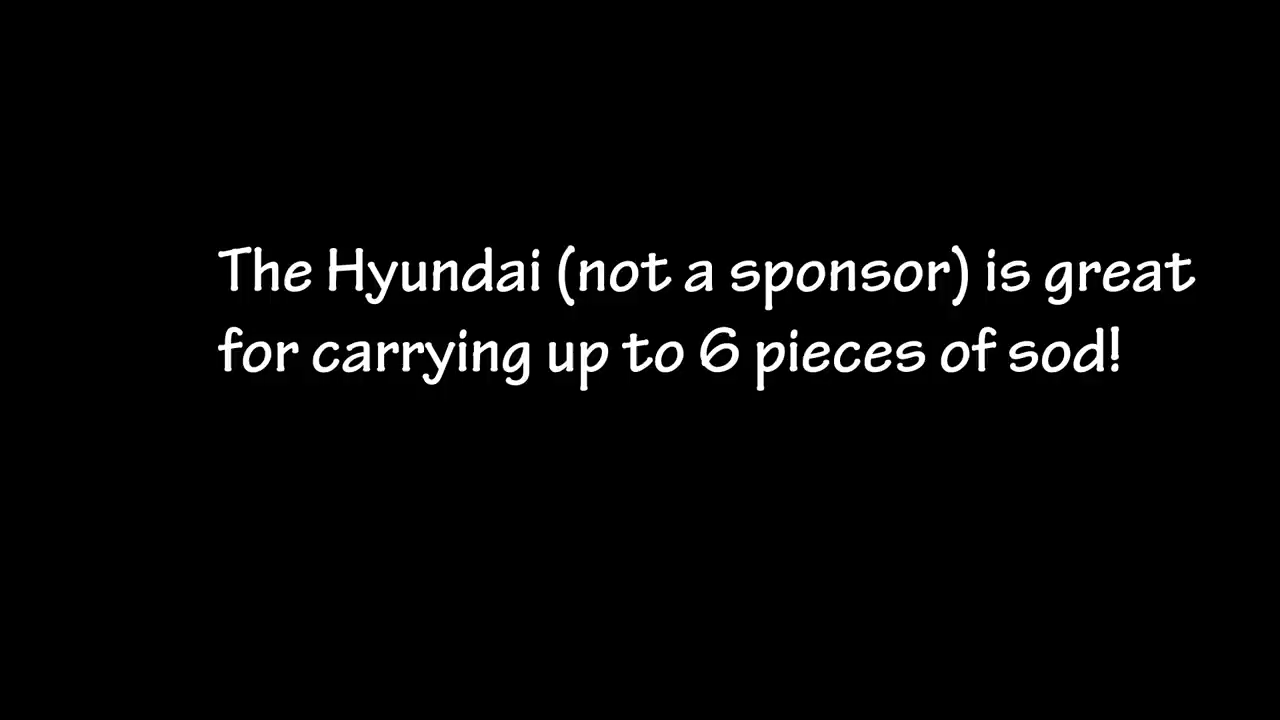 The Hyundai (not a sponsor) is great
for carrying up to 6 pieces of sod!